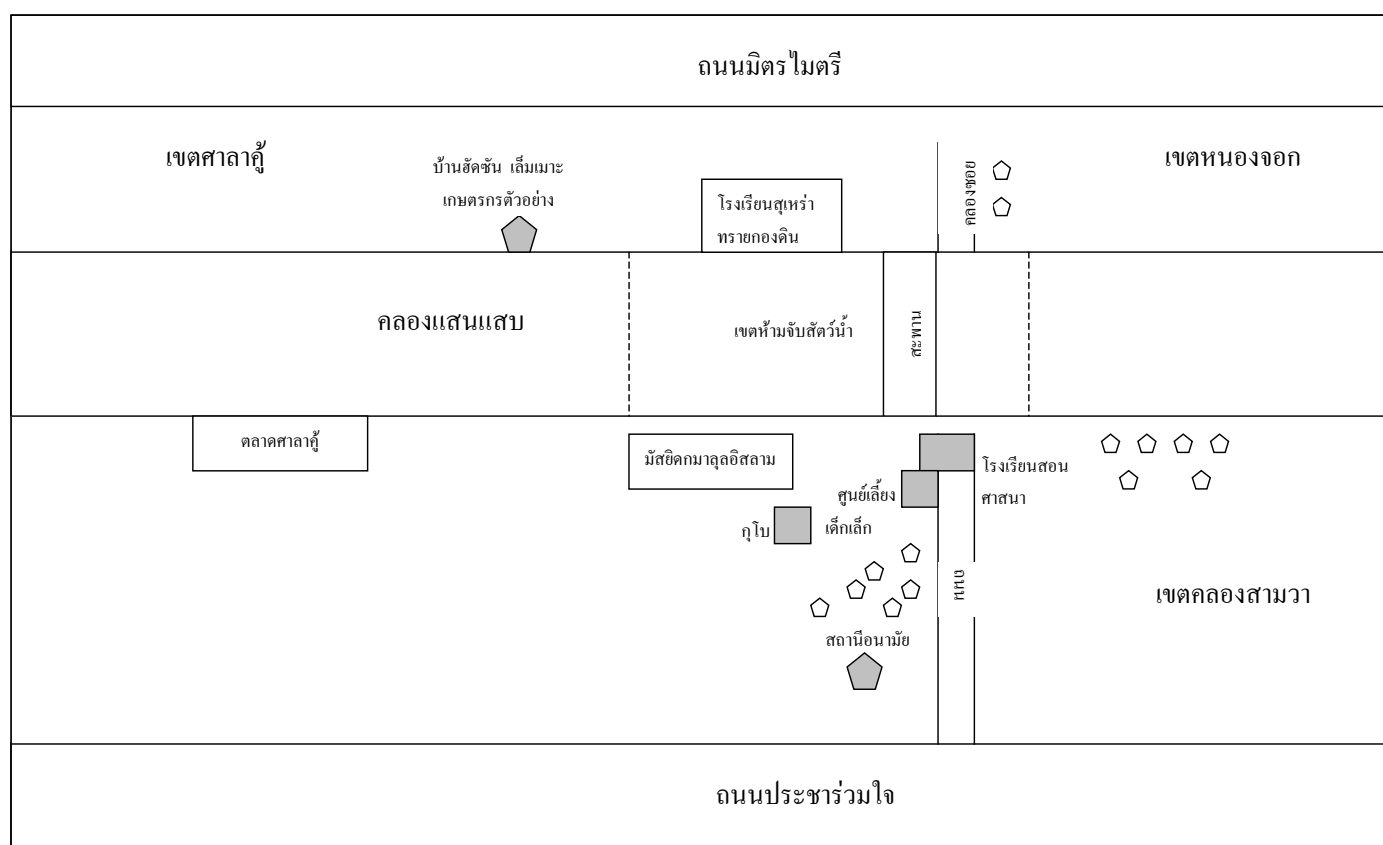 ถนนมิตรไมตรี
เขตศาลาคู้
บ้านฮัดซัน เล็มเมาะ
เกษตรกรตัวอย่าง
โรงเรียนสุเหร่า
ทรายกองดิน
คลองซอย
เขตหนองจอก
คลองแสนแสบ
เขตห้ามจับสัตว์น้ำ
สะพาน
ตลาดศาลาคู้
มัสยิดกมาลุลอิสลาม
โรงเรียนสอน
ศาสนา
ศูนย์เลี้ยง
เด็กเล็ก
กุโบ
ถนน
เขตคลองสามวา
สถานีอนามัย
ถนนประชาร่วมใจ